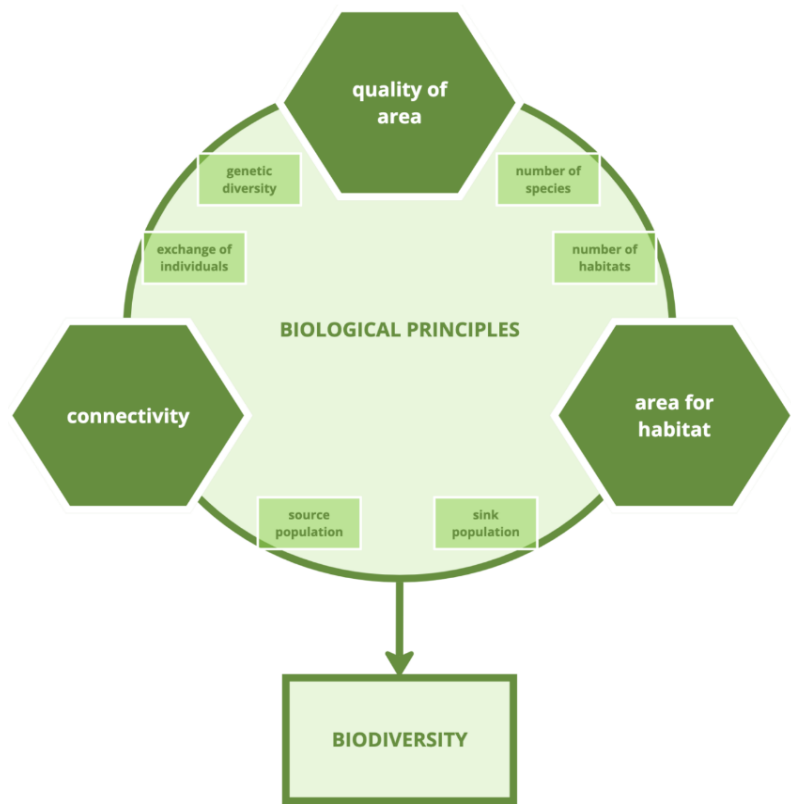 quality of
area
genetic
diversity
number of
species
exchange of
individuals
number of
habitats
BIOLOGICAL PRINCIPLES
connectivity
area for
habitat
source
population
sink
population
BIODIVERSITY